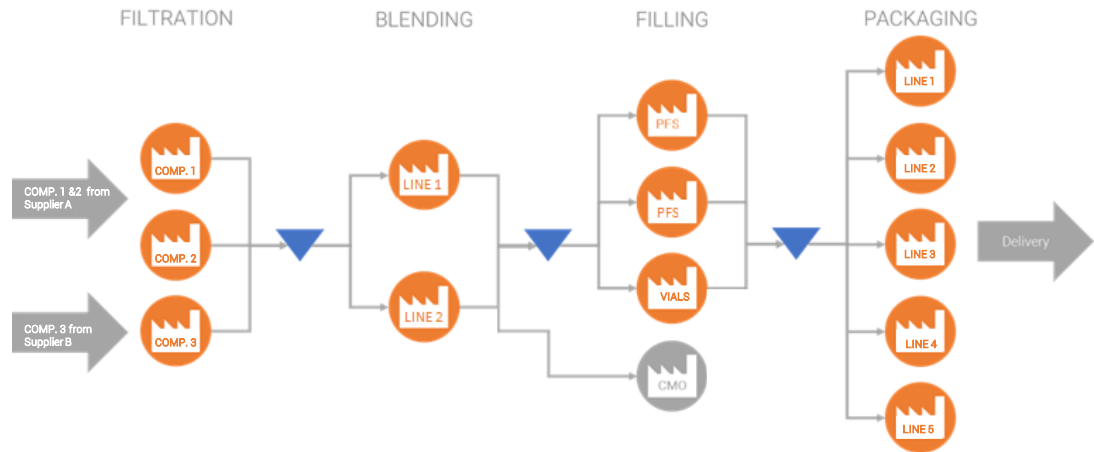 FILTRATION
BLENDING
FILLING
PACKAGING
COMP. 1 &2 from
Supplier A
COMP. 3 from
Supplier B
COMP. 1
COMP. 2
COMP. 3
LINE 1
LINE 2
PFS
PFS
VIALS
CMO
LINE 1
LINE 2
LINE 3
LINE 4
LINE 5
Delivery